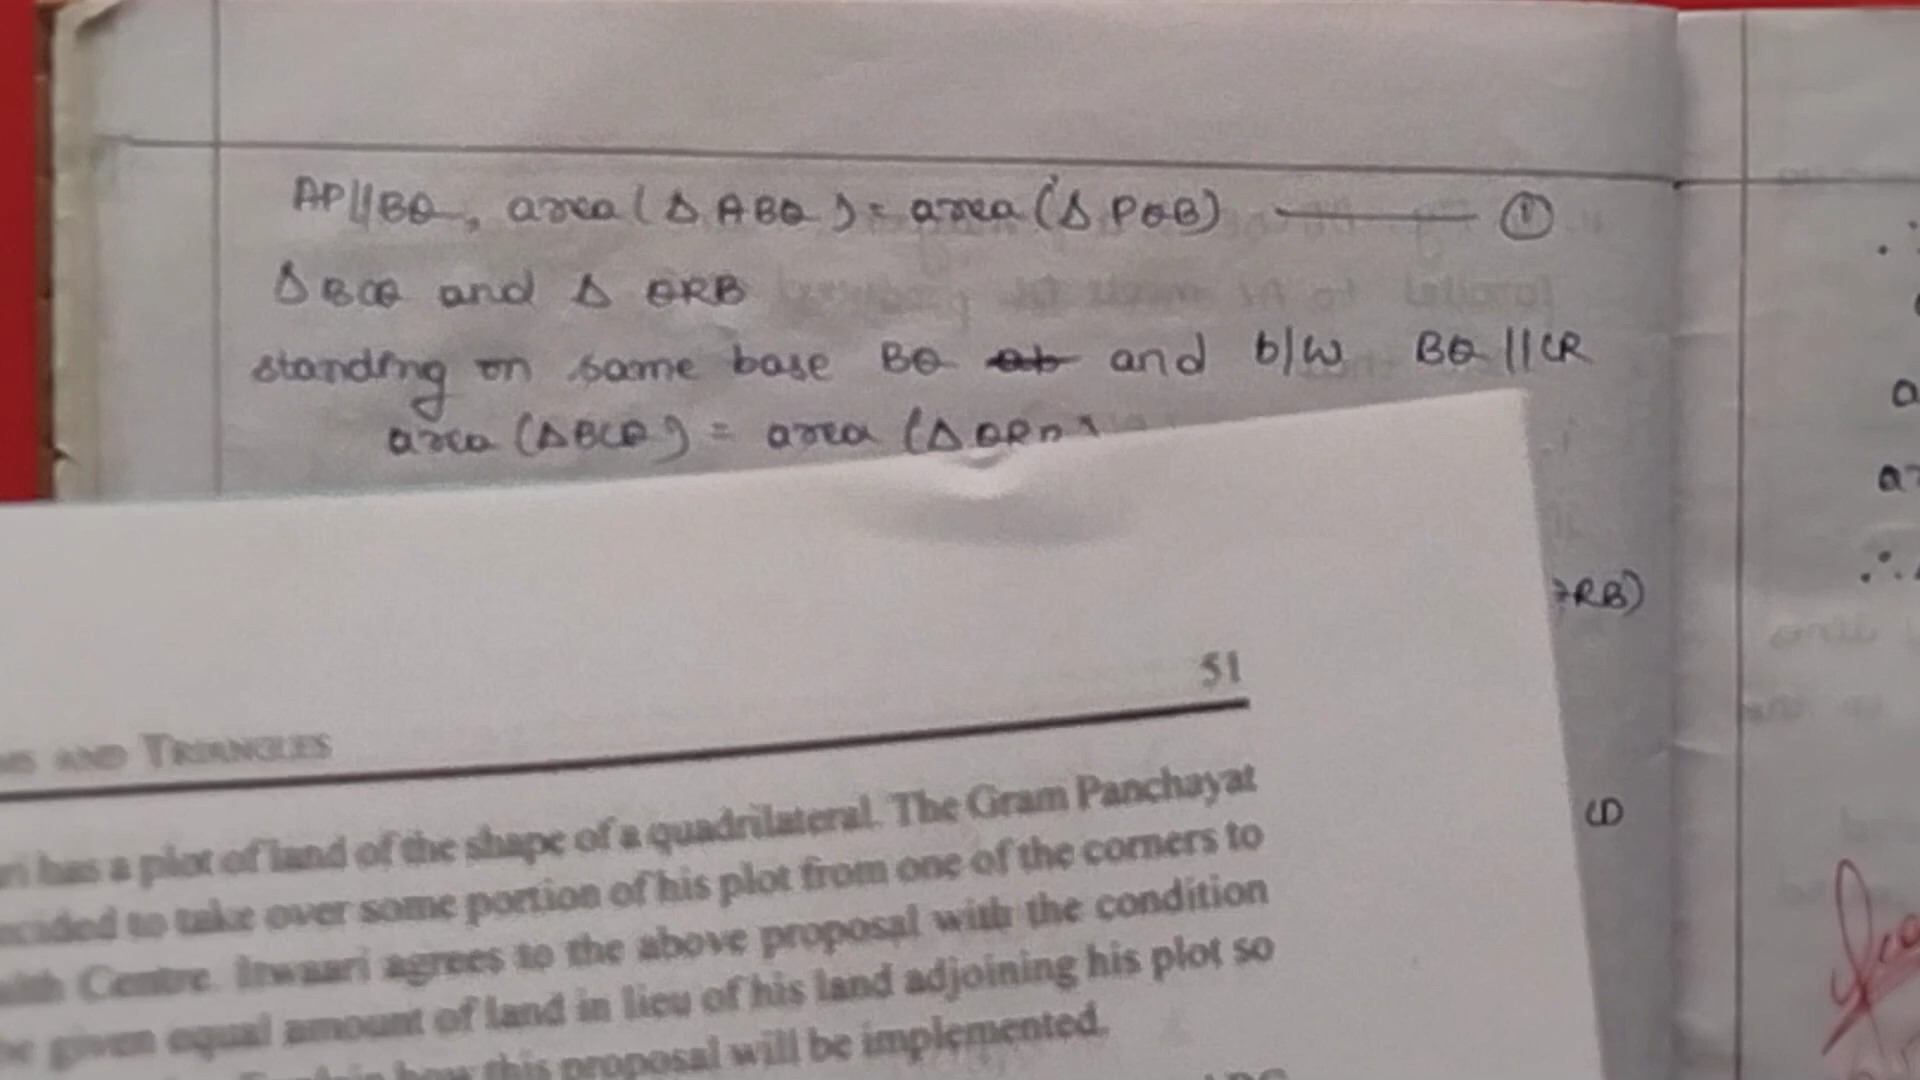 AP||BQ, area (Δ ABQ) = area (Δ PQB) ——— ①
Δ BCQ and Δ QRB
standing on same base BQ and b/w BQ || CR
area (ΔBCQ) = area (Δ QR
RB)
51
AND TRIANGLES
has a plot of land of the shape of a quadrilateral. The Gram Panchayat
to take over some portion of his plot from one of the corners to
Centre. Itwaari agrees to the above proposal with the condition
given equal amount of land in lieu of his land adjoining his plot so
how this proposal will be implemented.